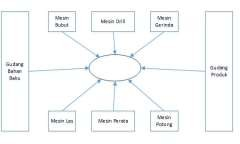 Mesin
Bubut
Mesin Drill
Mesin
Gerinda
Gudang
Bahan
Baku
Gudang
Produk
Mesin Las
Mesin Perata
Mesin
Potong